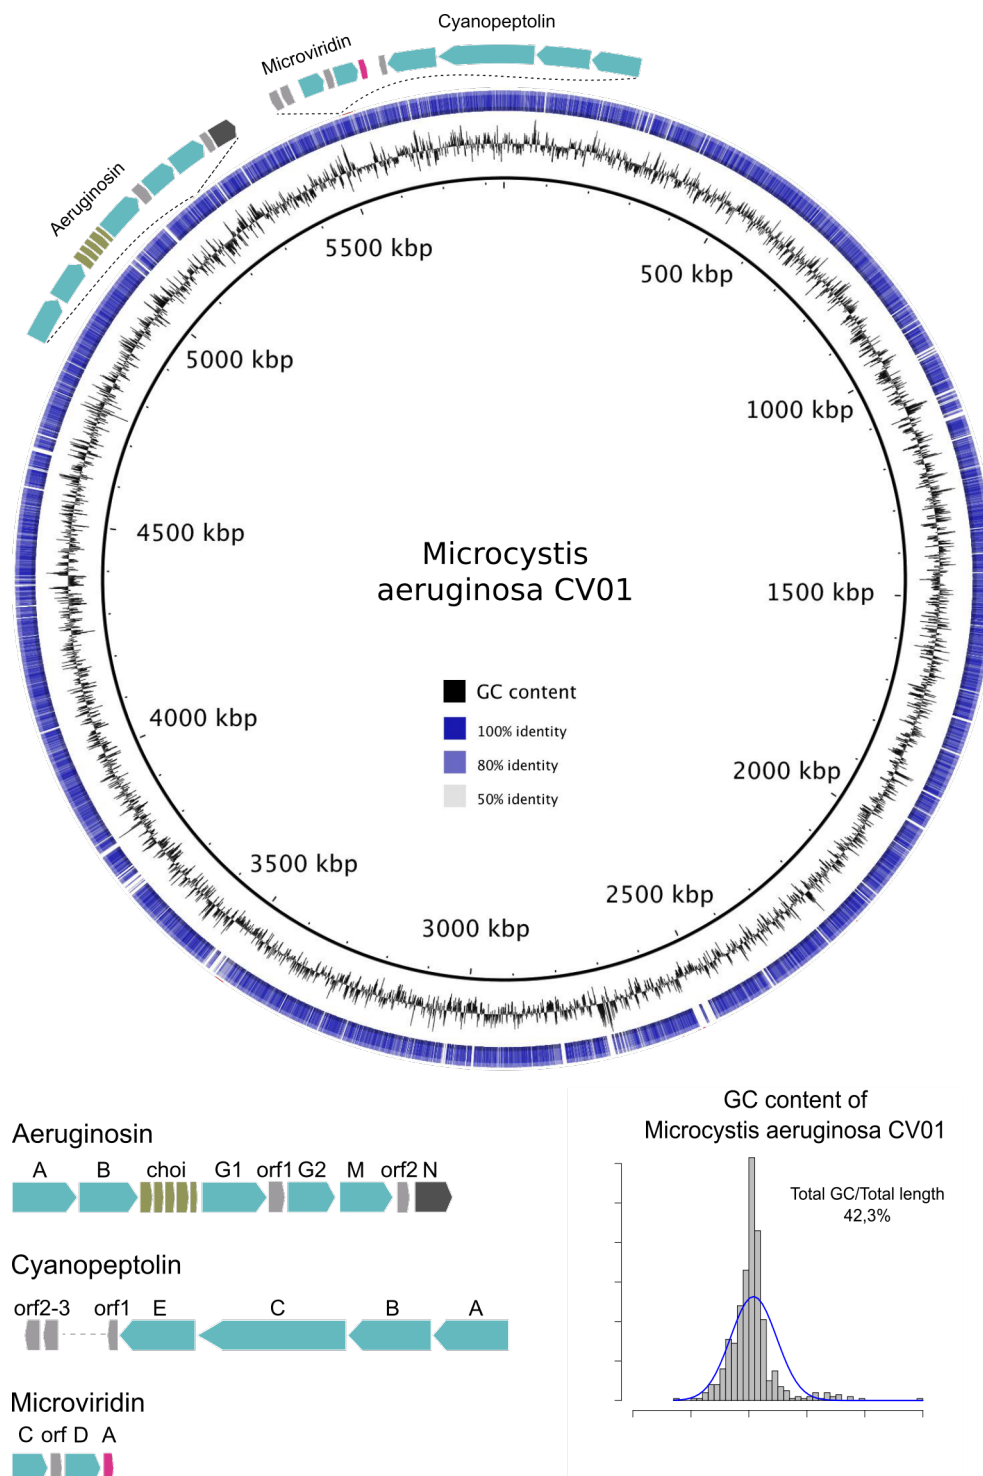 Cyanopeptolin
Microviridin
Aeruginosin
5500 kbp
500 kbp
5000 kbp
1000 kbp
4500 kbp
Microcystis
aeruginosa CV01
1500 kbp
GC content
100% identity
80% identity
50% identity
4000 kbp
2000 kbp
3500 kbp
2500 kbp
3000 kbp
Aeruginosin
A B choi G1 orf1 G2 M orf2 N
Cyanopeptolin
orf2-3 orf1 E C B A
Microviridin
C orf D A
GC content of
Microcystis aeruginosa CV01
Total GC/Total length
42,3%